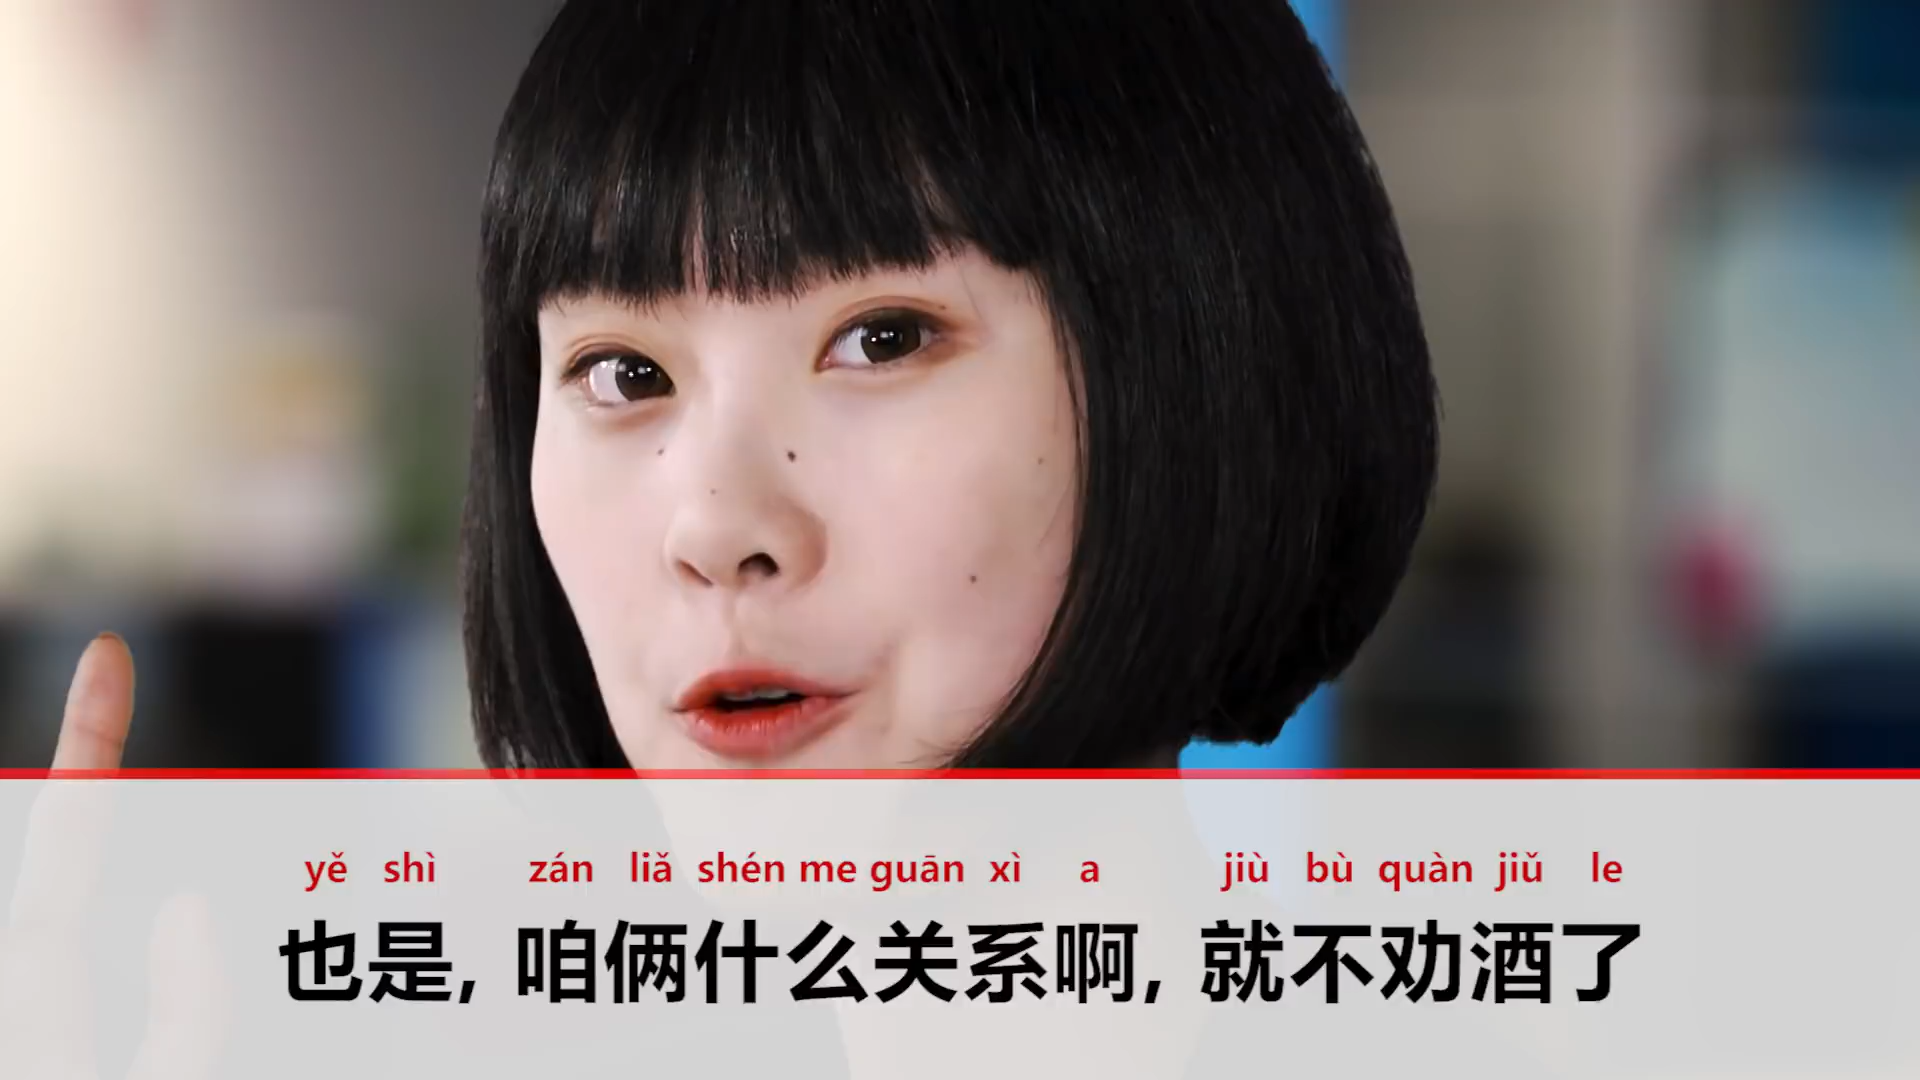 yě shì zán liǎ shén me guān xì a jiù bù quàn jiǔ le
也是, 咱俩什么关系啊, 就不劝酒了